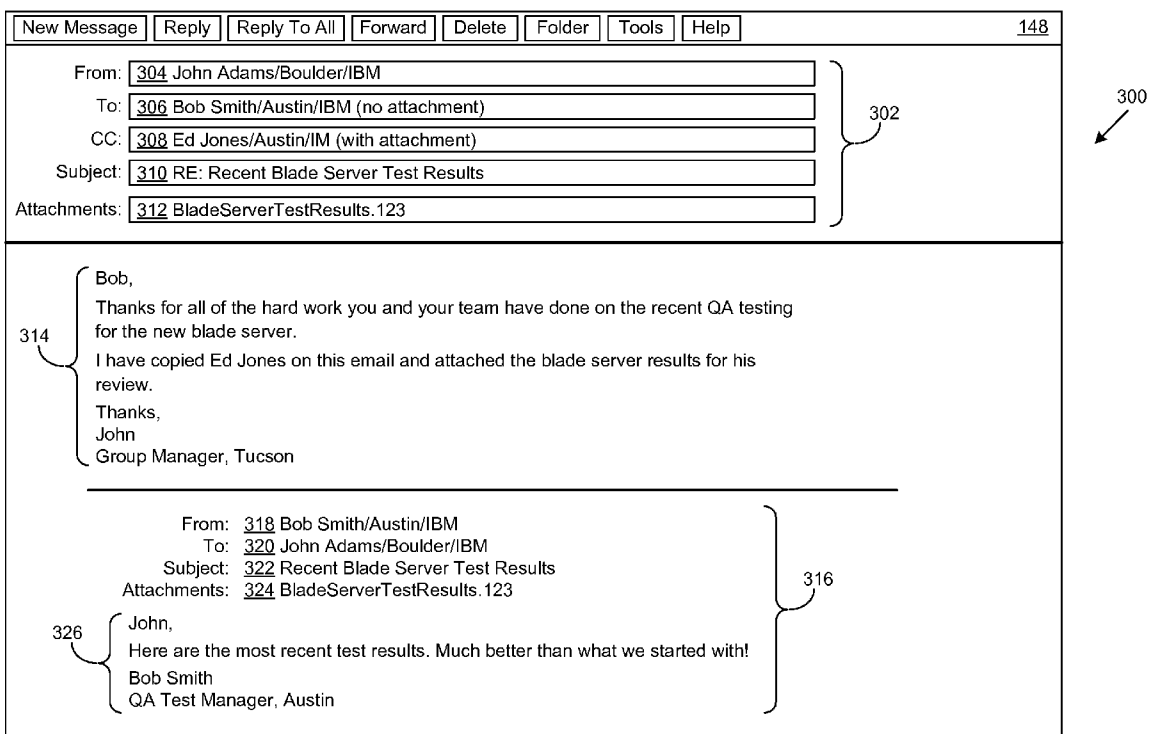 New Message Reply Reply To All Forward Delete Folder Tools Help 148
From: 304 John Adams/Boulder/IBM
To: 306 Bob Smith/Austin/IBM (no attachment)
CC: 308 Ed Jones/Austin/IM (with attachment)
Subject: 310 RE: Recent Blade Server Test Results
Attachments: 312 BladeServerTestResults.123
302
300
314
Bob,
Thanks for all of the hard work you and your team have done on the recent QA testing
for the new blade server.
I have copied Ed Jones on this email and attached the blade server results for his
review.
Thanks,
John
Group Manager, Tucson
From: 318 Bob Smith/Austin/IBM
To: 320 John Adams/Boulder/IBM
Subject: 322 Recent Blade Server Test Results
Attachments: 324 BladeServerTestResults.123
316
326
John,
Here are the most recent test results. Much better than what we started with!
Bob Smith
QA Test Manager, Austin